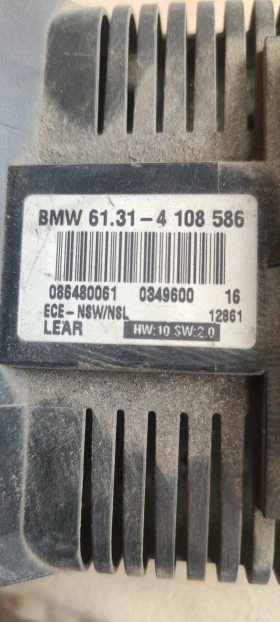 BMW 61.31-4 108 586
086480061 0349600 16
ECE-NSW/NSL 12861
LEAR HW:10 SW:2.0